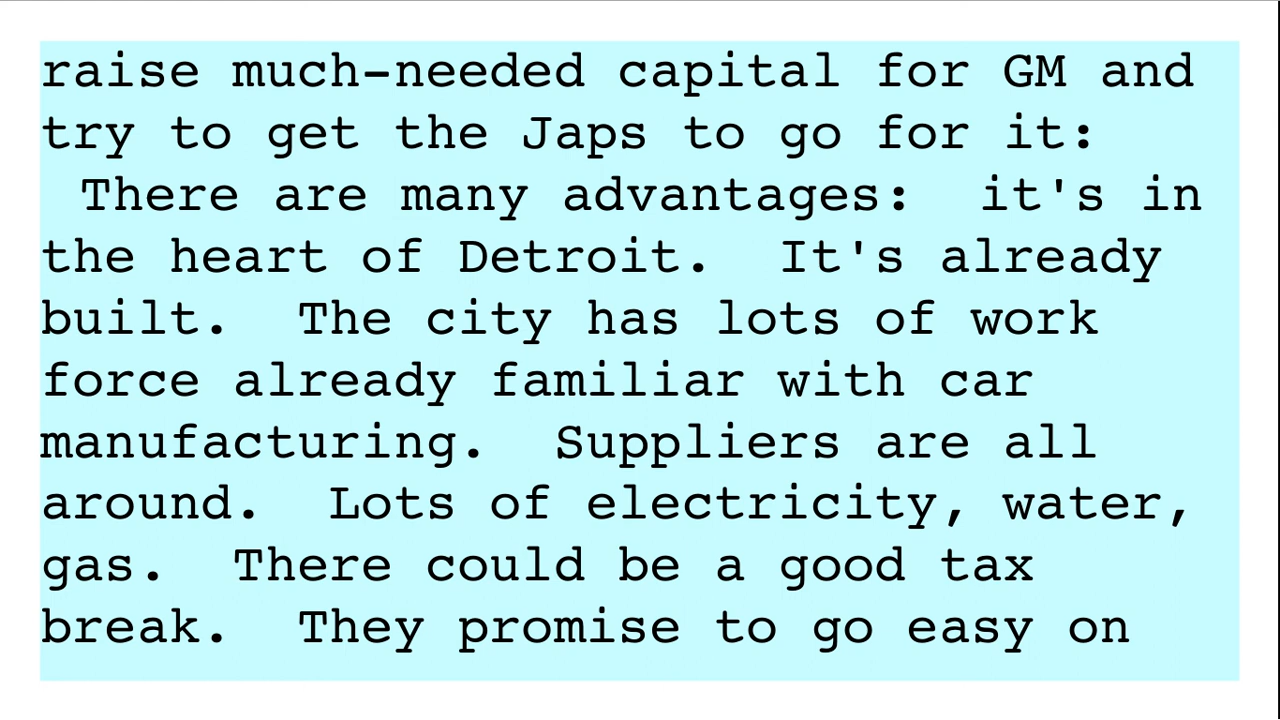 raise much-needed capital for GM and
try to get the Japs to go for it:
There are many advantages:  it's in
the heart of Detroit.  It's already
built.  The city has lots of work
force already familiar with car
manufacturing.  Suppliers are all
around.  Lots of electricity, water,
gas.  There could be a good tax
break.  They promise to go easy on